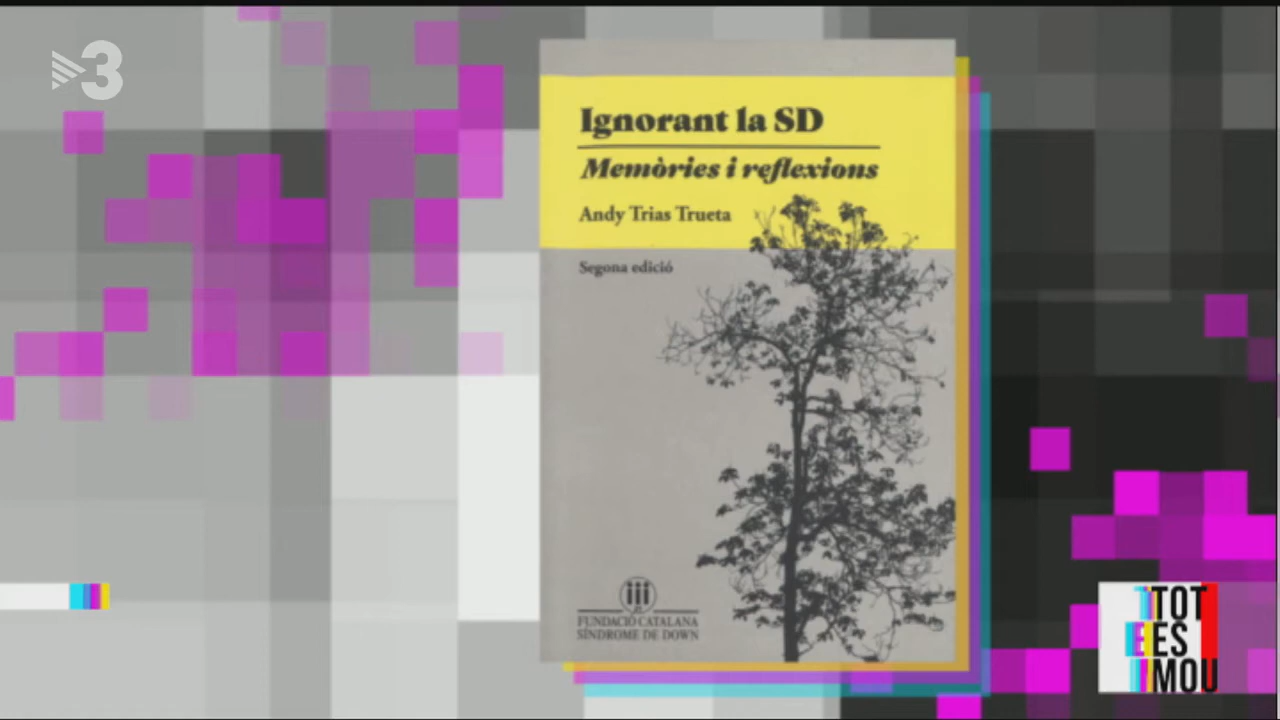 3
Ignorant la SD
Memòries i reflexions
Andy Trias Trueta
Segona edició
FUNDACIÓ CATALANA
SÍNDROME DE DOWN
TOT
ES
MOU